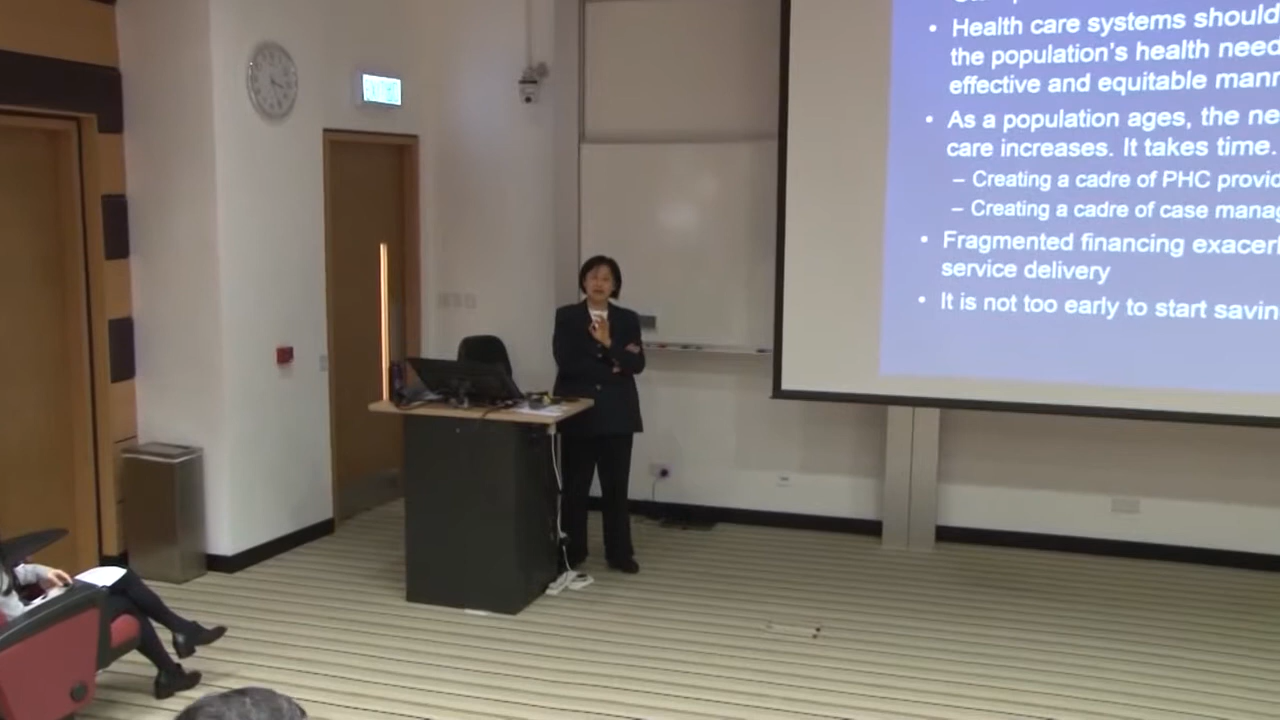 • Health care systems should
the population's health need
effective and equitable mann
• As a population ages, the ne
care increases. It takes time.
– Creating a cadre of PHC provid
– Creating a cadre of case manag
• Fragmented financing exacerb
service delivery
• It is not too early to start savin